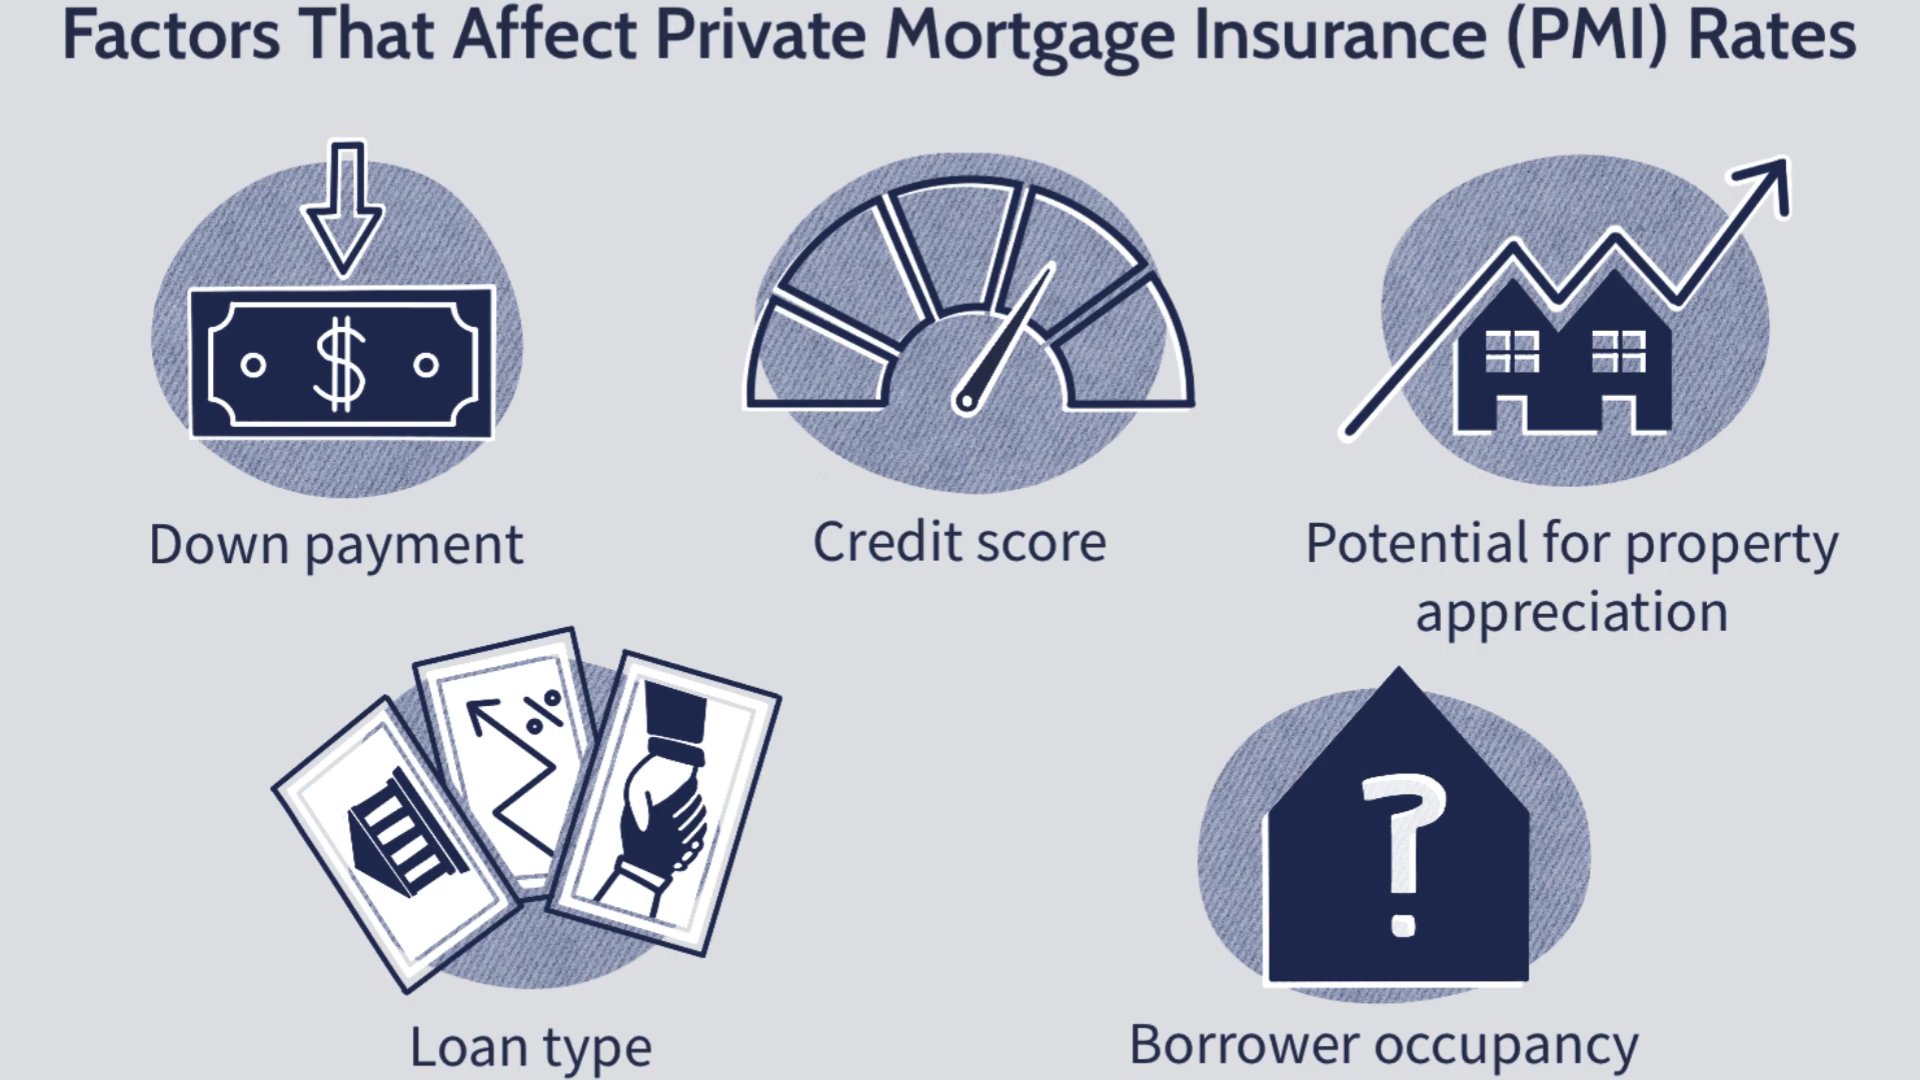 Factors That Affect Private Mortgage Insurance (PMI) Rates
$
Down payment
Credit score
Potential for property
appreciation
%
Loan type
?
Borrower occupancy